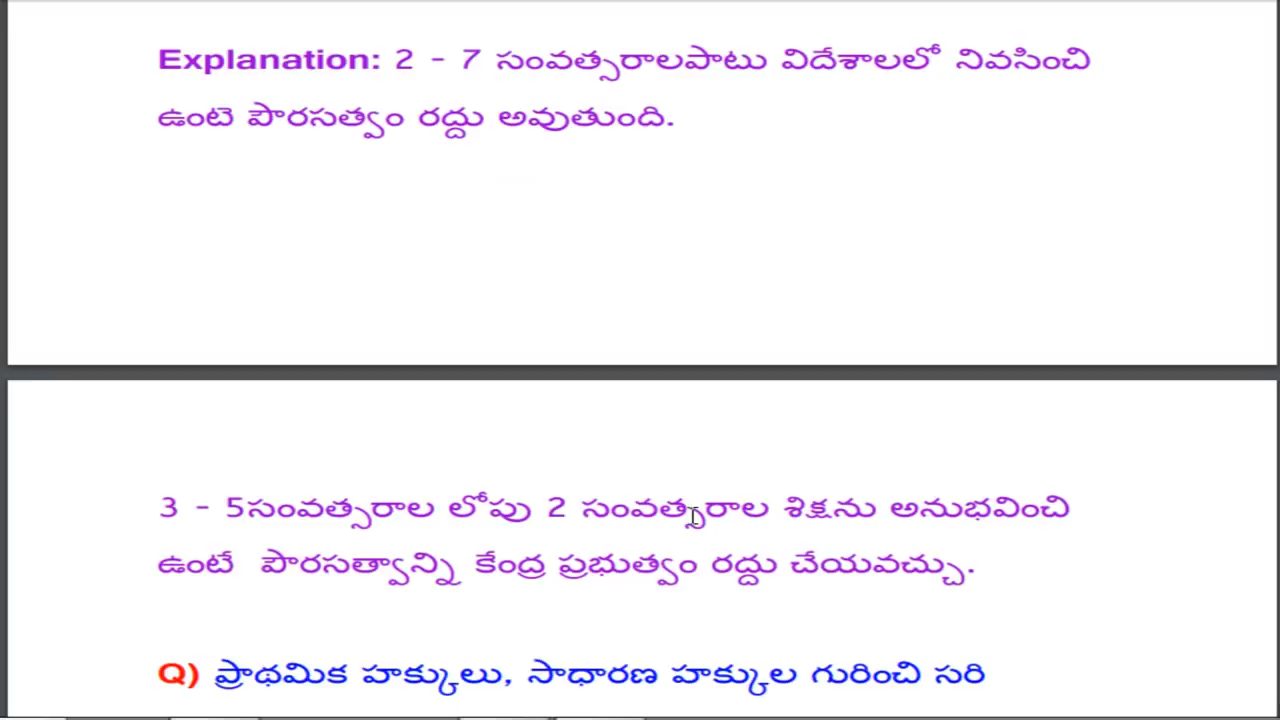 Explanation: 2 - 7 సంవత్సరాలపాటు విదేశాలలో నివసించి
ఉంటె పౌరసత్వం రద్దు అవుతుంది.
3 - 5సంవత్సరాల లోపు 2 సంవత్సరాల శిక్షను అనుభవించి
ఉంటే పౌరసత్వాన్ని కేంద్ర ప్రభుత్వం రద్దు చేయవచ్చు.
Q) ప్రాథమిక హక్కులు, సాధారణ హక్కుల గురించి సరి